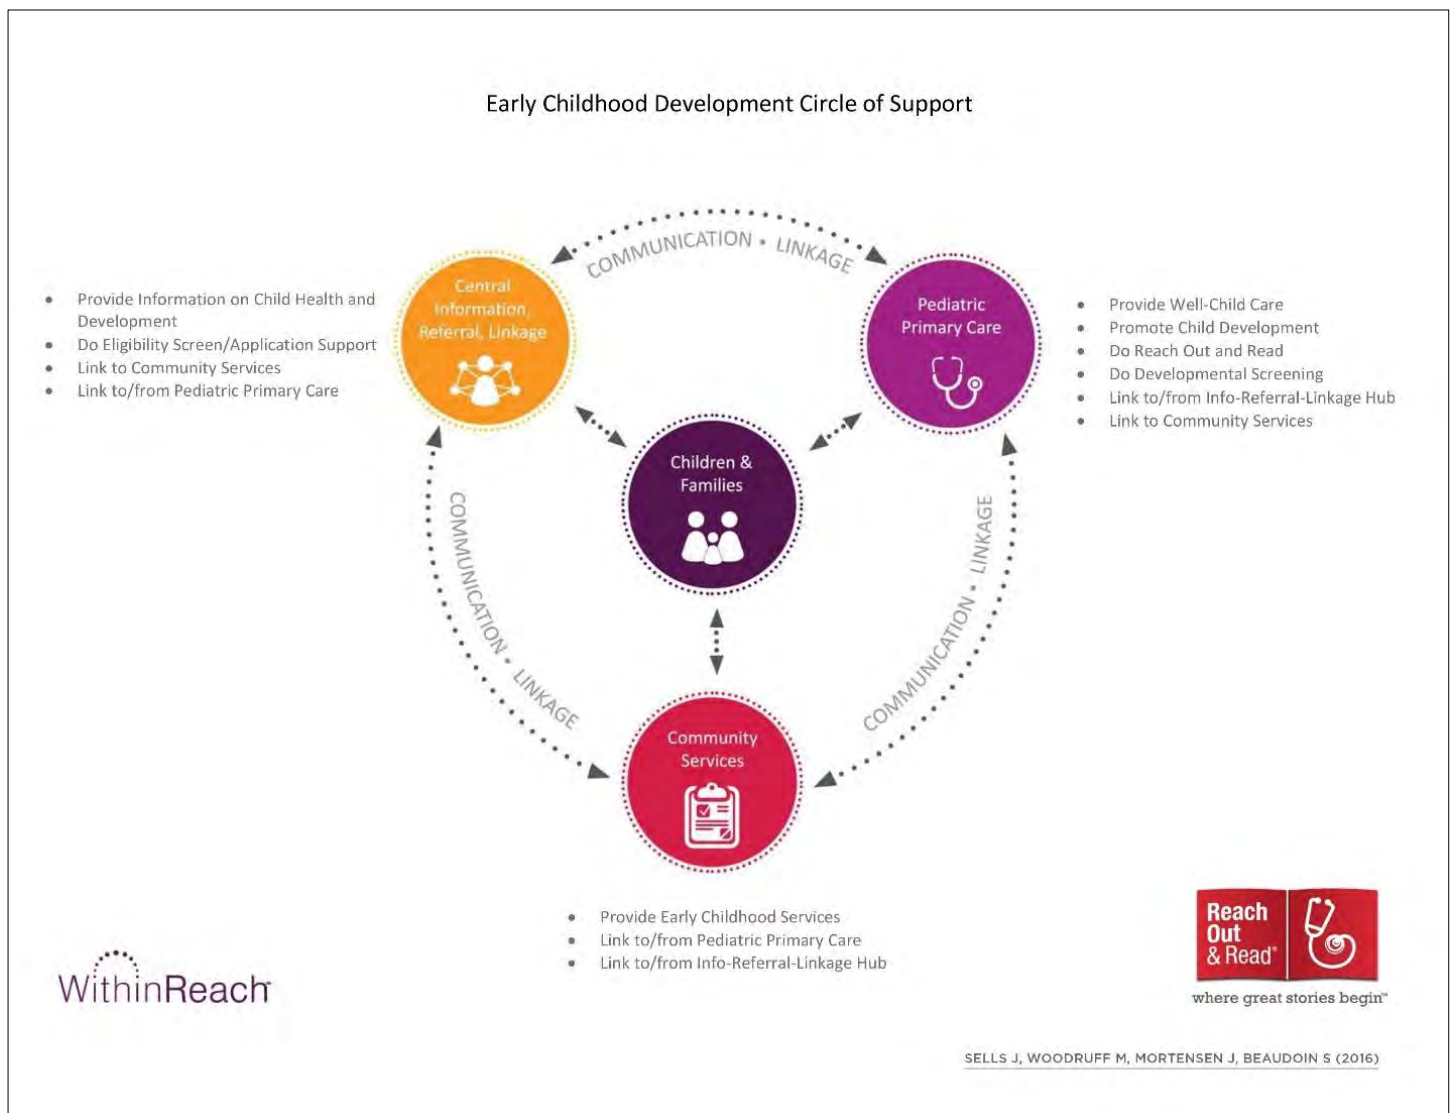 Early Childhood Development Circle of Support
COMMUNICATION • LINKAGE
Central
Information,
Referral, Linkage
● Provide Information on Child Health and
Development
● Do Eligibility Screen/Application Support
● Link to Community Services
● Link to/from Pediatric Primary Care
Pediatric
Primary Care
● Provide Well-Child Care
● Promote Child Development
● Do Reach Out and Read
● Do Developmental Screening
● Link to/from Info-Referral-Linkage Hub
● Link to Community Services
Children &
Families
COMMUNICATION • LINKAGE
COMMUNICATION • LINKAGE
Community
Services
● Provide Early Childhood Services
● Link to/from Pediatric Primary Care
● Link to/from Info-Referral-Linkage Hub
WithinReach
Reach
Out
& Read®
where great stories begin™
SELLS J, WOODRUFF M, MORTENSEN J, BEAUDOIN S (2016)